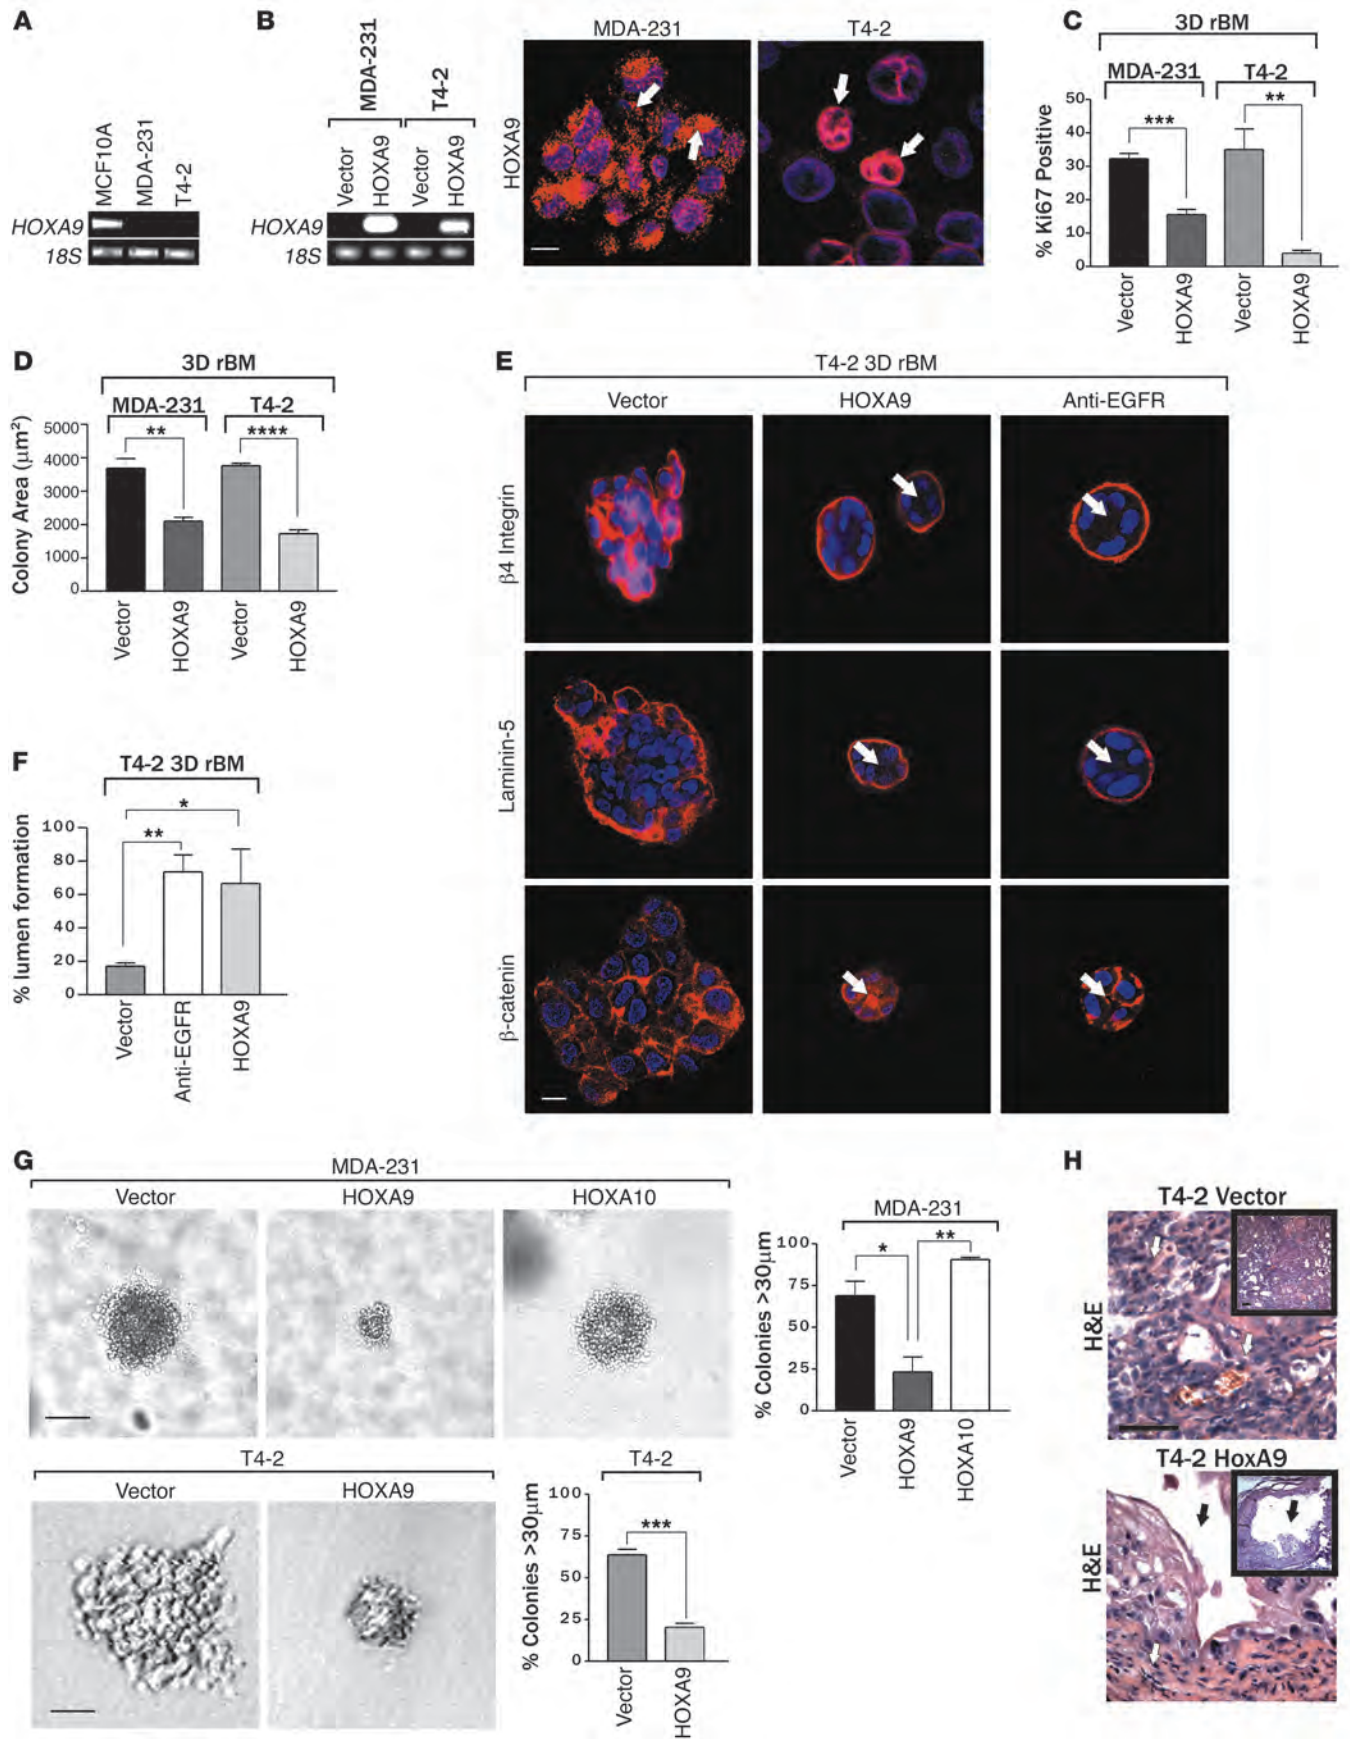 A
MCF10A
MDA-231
T4-2
HOXA9
18S
B
MDA-231
T4-2
Vector
HOXA9
Vector
HOXA9
HOXA9
18S
MDA-231
T4-2
HOXA9
C
3D rBM
MDA-231
T4-2
% Ki67 Positive
50
40
30
20
10
0
***
**
Vector
HOXA9
Vector
HOXA9
D
3D rBM
MDA-231
T4-2
Colony Area (μm²)
5000
4000
3000
2000
1000
0
**
****
Vector
HOXA9
Vector
HOXA9
E
T4-2 3D rBM
Vector
HOXA9
Anti-EGFR
β4 Integrin
Laminin-5
β-catenin
F
T4-2 3D rBM
% lumen formation
100
80
60
40
20
0
*
**
Vector
Anti-EGFR
HOXA9
G
MDA-231
Vector
HOXA9
HOXA10
MDA-231
% Colonies >30μm
100
75
50
25
0
*
**
Vector
HOXA9
HOXA10
T4-2
Vector
HOXA9
T4-2
% Colonies >30μm
100
75
50
25
0
***
Vector
HOXA9
H
T4-2 Vector
H&E
T4-2 HoxA9
H&E